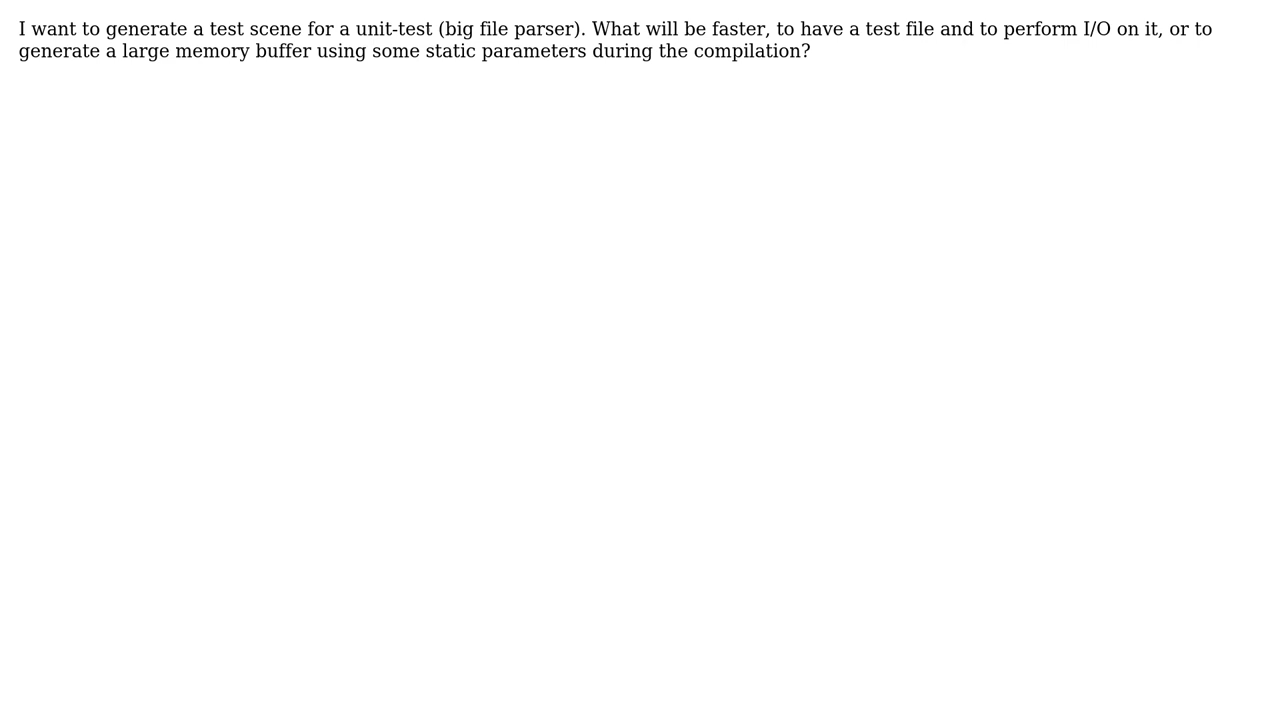 I want to generate a test scene for a unit-test (big file parser). What will be faster, to have a test file and to perform I/O on it, or to
generate a large memory buffer using some static parameters during the compilation?